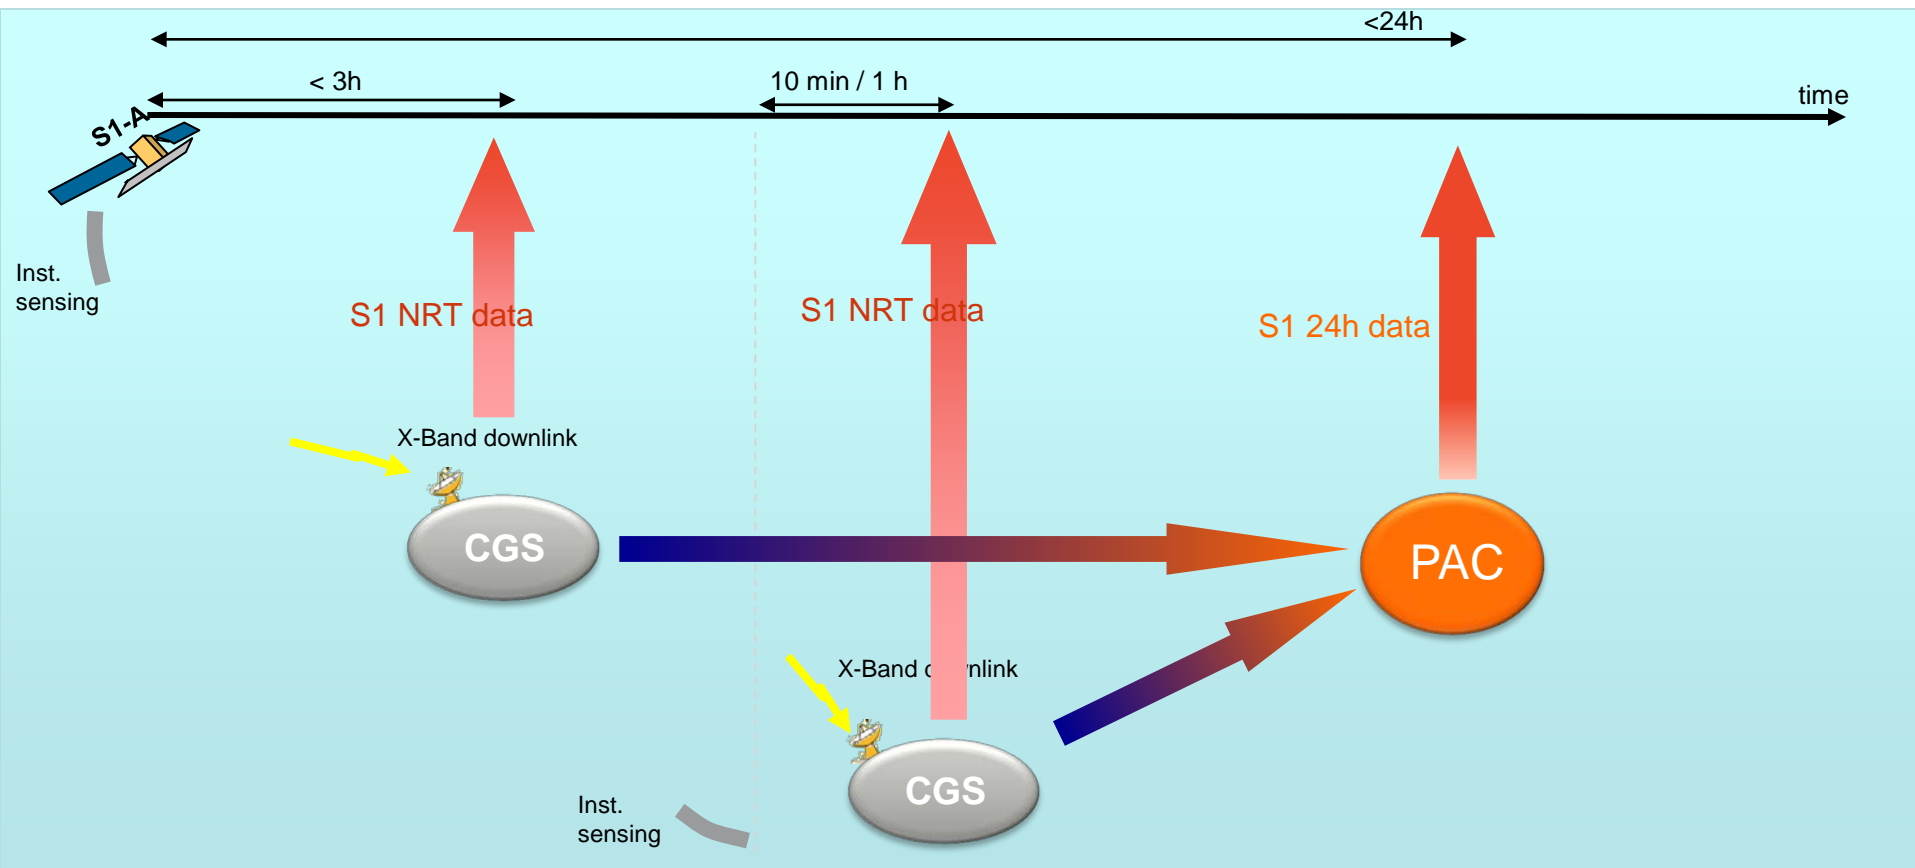 <24h
< 3h
10 min / 1 h
time
S1-A
Inst.
sensing
S1 NRT data
S1 NRT data
S1 24h data
X-Band downlink
CGS
PAC
X-Band downlink
CGS
Inst.
sensing